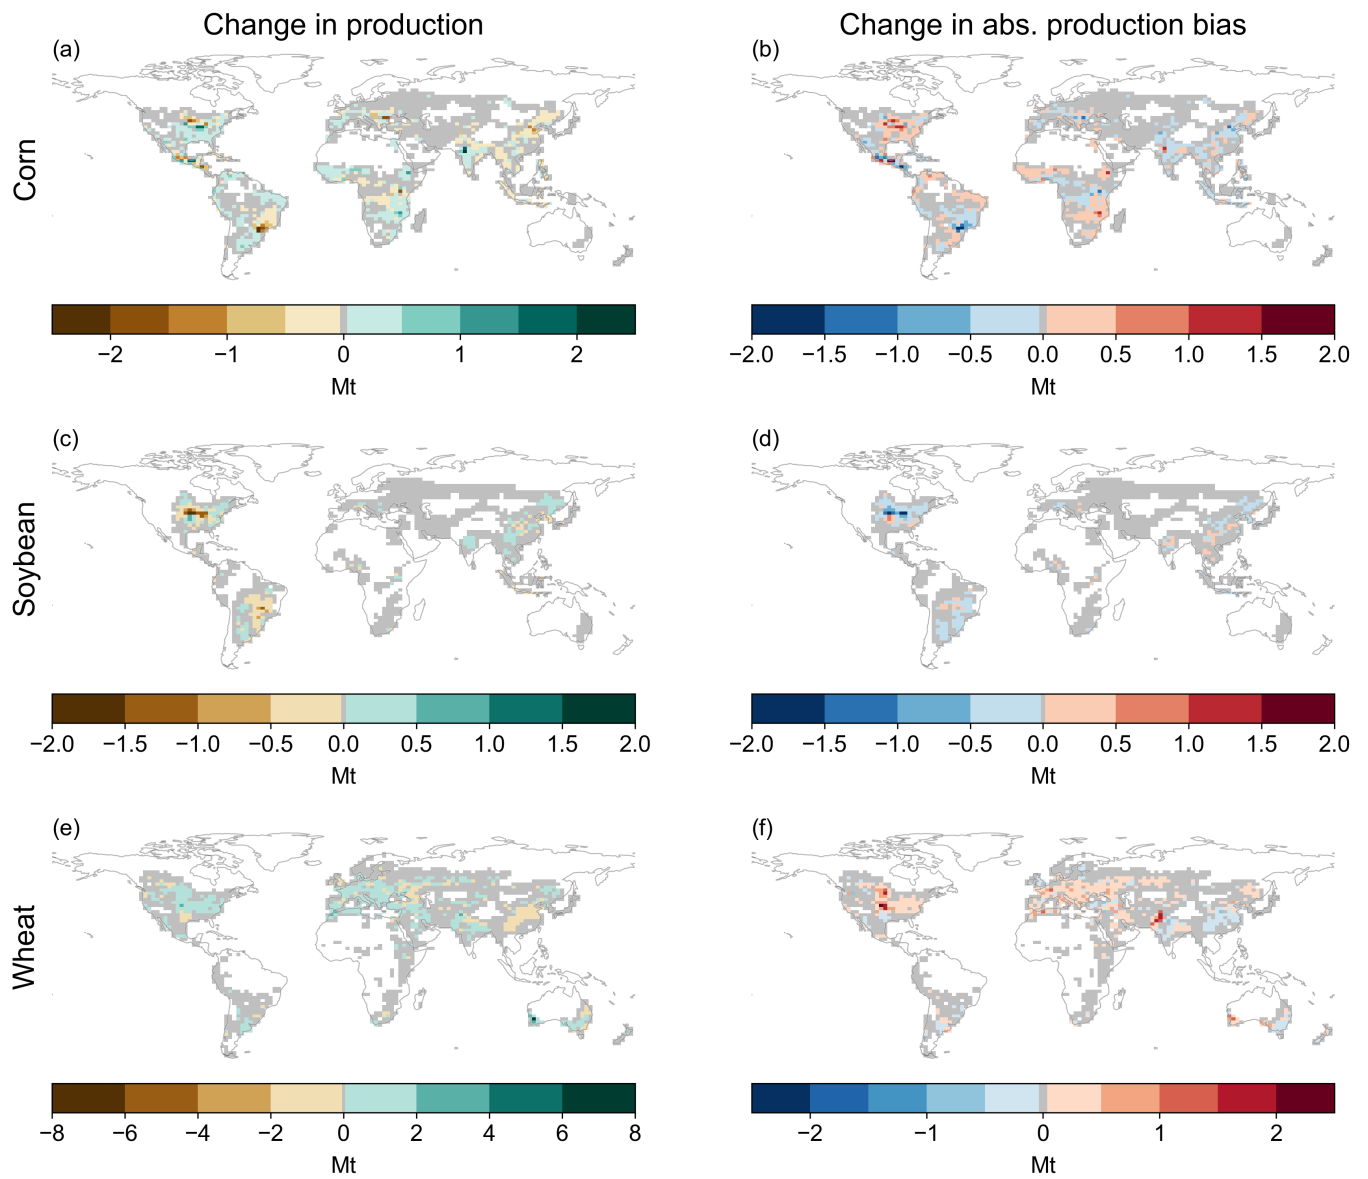 Change in production
Change in abs. production bias
(a)
(b)
Corn
−2 −1 0 1 2
Mt
−2.0 −1.5 −1.0 −0.5 0.0 0.5 1.0 1.5 2.0
Mt
(c)
(d)
Soybean
−2.0 −1.5 −1.0 −0.5 0.0 0.5 1.0 1.5 2.0
Mt
−2.0 −1.5 −1.0 −0.5 0.0 0.5 1.0 1.5 2.0
Mt
(e)
(f)
Wheat
−8 −6 −4 −2 0 2 4 6 8
Mt
−2 −1 0 1 2
Mt